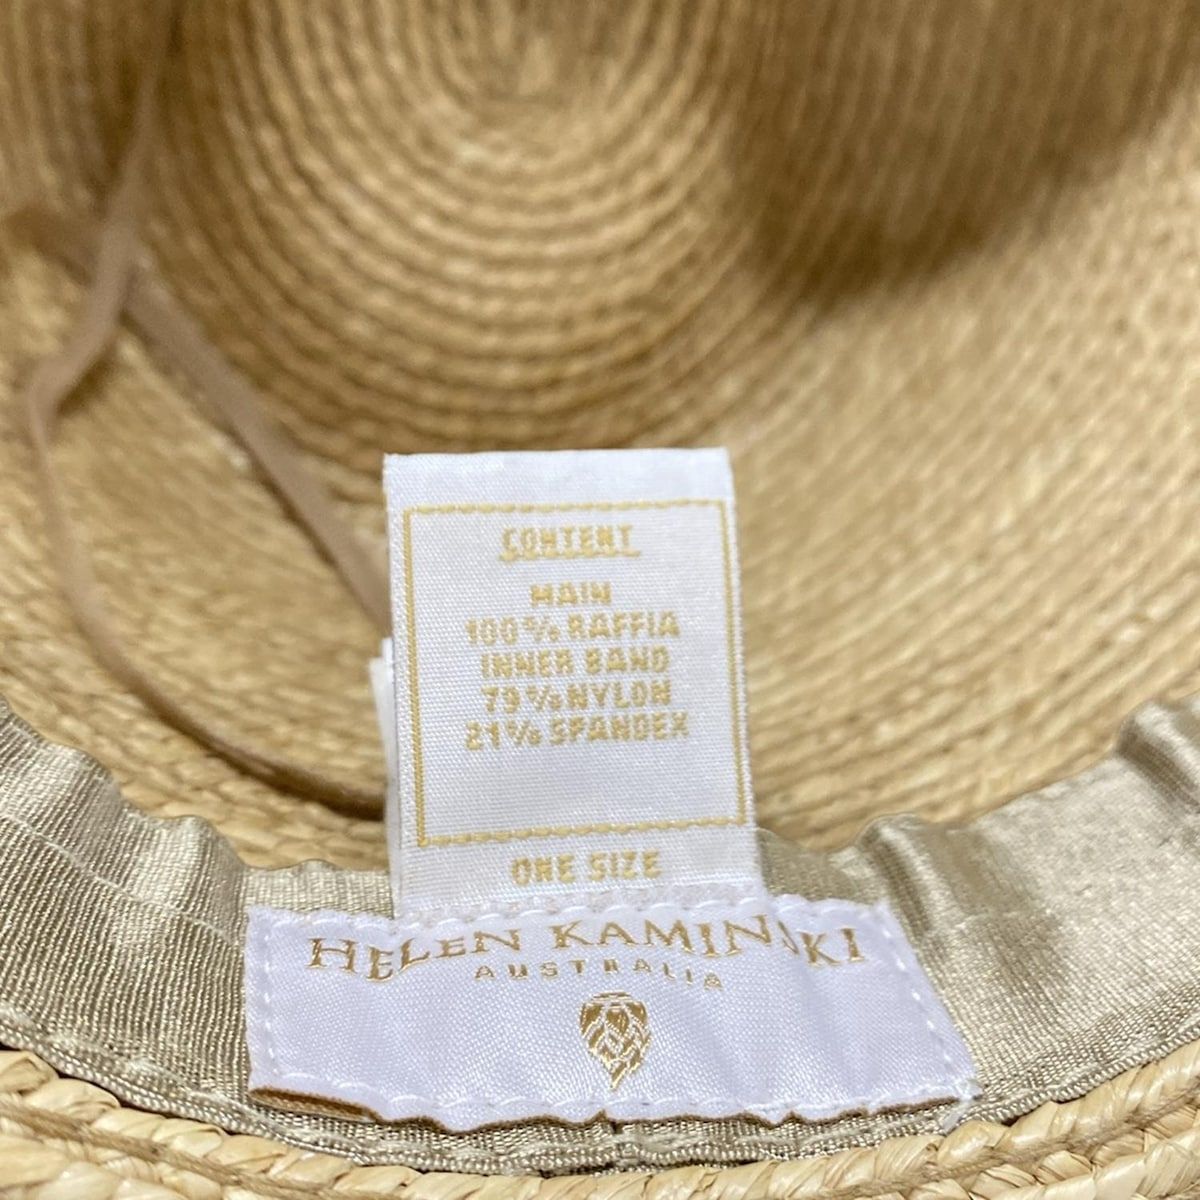 CONTENT
MAIN
100% RAFFIA
INNER BAND
79% NYLON
21% SPANDEX
ONE SIZE
HELEN KAMINSKI
AUSTRALIA